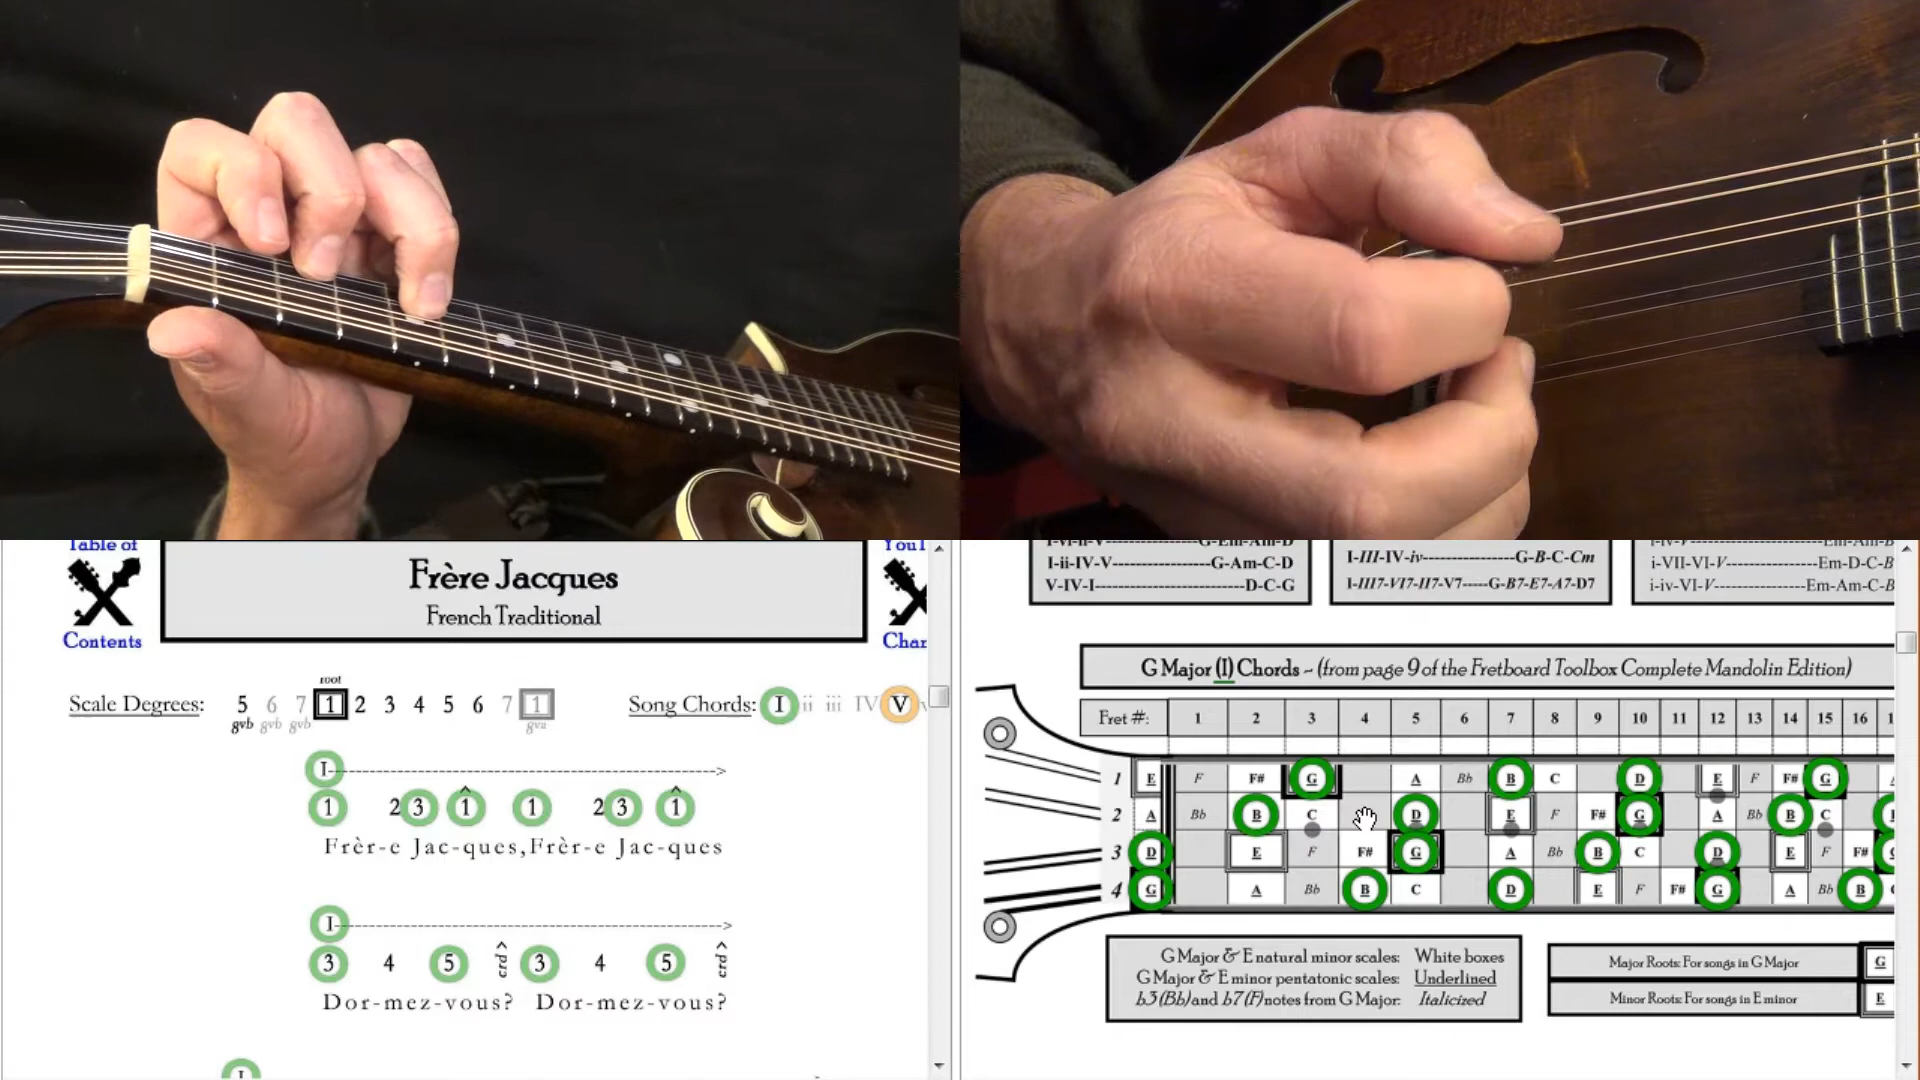 Table of
Contents
Frère Jacques
French Traditional
Char
root
Scale Degrees: 5 6 7 1 2 3 4 5 6 7 1
8vb 8vb 8vb 8va
Song Chords: I ii iii IV V
I-------------------------------------------->
1 2 3 1 1 2 3 1
^ ^
Frèr-e Jac-ques, Frèr-e Jac-ques
I-------------------------------------------->
3 4 5 crd> 3 4 5 crd>
Dor-mez-vous? Dor-mez-vous?
I
I-ii-IV-V--------------------G-Am-C-D
V-IV-I--------------------------D-C-G
I-III-IV-iv-----------------G-B-C-Cm
I-III7-VI7-II7-V7-----G-B7-E7-A7-D7
i-VII-VI-V---------------Em-D-C-B
i-iv-VI-V---------------Em-Am-C-B
G Major (I) Chords ~ (from page 9 of the Fretboard Toolbox Complete Mandolin Edition)
Fret #: 1 2 3 4 5 6 7 8 9 10 11 12 13 14 15 16 1
1 E F F# G A Bb B C D E F F# G
2 A Bb B C D E F F# G A Bb B C
3 D E F F# G A Bb B C D E F F#
4 G A Bb B C D E F F# G A Bb B
G Major & E natural minor scales: White boxes
G Major & E minor pentatonic scales: Underlined
b3 (Bb) and b7 (F) notes from G Major: Italicized
Major Roots: For songs in G Major G
Minor Roots: For songs in E minor E